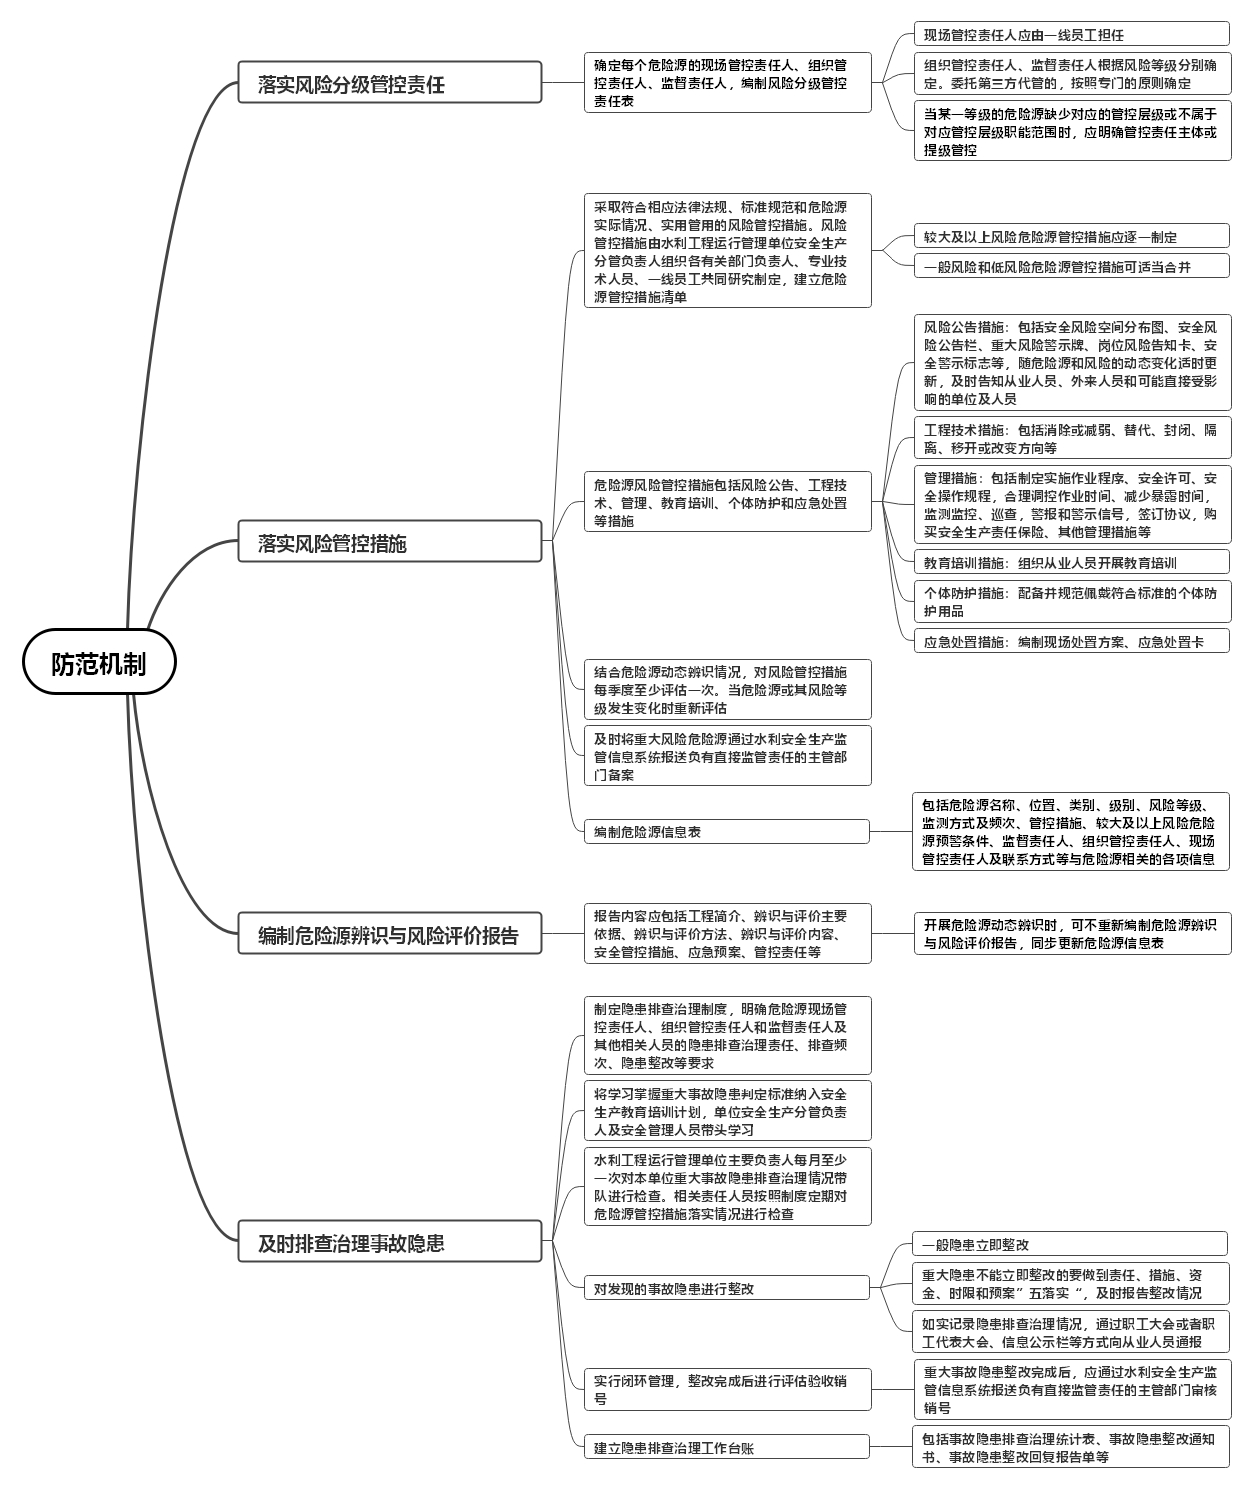 防范机制
落实风险分级管控责任
确定每个危险源的现场管控责任人、组织管
控责任人、监督责任人，编制风险分级管控
责任表
现场管控责任人应由一线员工担任
组织管控责任人、监督责任人根据风险等级分别确
定。委托第三方代管的，按照专门的原则确定
当某一等级的危险源缺少对应的管控层级或不属于
对应管控层级职能范围时，应明确管控责任主体或
提级管控
落实风险管控措施
采取符合相应法律法规、标准规范和危险源
实际情况、实用管用的风险管控措施。风险
管控措施由水利工程运行管理单位安全生产
分管负责人组织各有关部门负责人、专业技
术人员、一线员工共同研究制定，建立危险
源管控措施清单
较大及以上风险危险源管控措施应逐一制定
一般风险和低风险危险源管控措施可适当合并
危险源风险管控措施包括风险公告、工程技
术、管理、教育培训、个体防护和应急处置
等措施
风险公告措施：包括安全风险空间分布图、安全风
险公告栏、重大风险警示牌、岗位风险告知卡、安
全警示标志等，随危险源和风险的动态变化适时更
新，及时告知从业人员、外来人员和可能直接受影
响的单位及人员
工程技术措施：包括消除或减弱、替代、封闭、隔
离、移开或改变方向等
管理措施：包括制定实施作业程序、安全许可、安
全操作规程，合理调控作业时间、减少暴露时间，
监测监控、巡查，警报和警示信号，签订协议，购
买安全生产责任保险、其他管理措施等
教育培训措施：组织从业人员开展教育培训
个体防护措施：配备并规范佩戴符合标准的个体防
护用品
应急处置措施：编制现场处置方案、应急处置卡
结合危险源动态辨识情况，对风险管控措施
每季度至少评估一次。当危险源或其风险等
级发生变化时重新评估
及时将重大风险危险源通过水利安全生产监
管信息系统报送负有直接监管责任的主管部
门备案
编制危险源信息表
包括危险源名称、位置、类别、级别、风险等级、
监测方式及频次、管控措施、较大及以上风险危险
源预警条件、监督责任人、组织管控责任人、现场
管控责任人及联系方式等与危险源相关的各项信息
编制危险源辨识与风险评价报告
报告内容应包括工程简介、辨识与评价主要
依据、辨识与评价方法、辨识与评价内容、
安全管控措施、应急预案、管控责任等
开展危险源动态辨识时，可不重新编制危险源辨识
与风险评价报告，同步更新危险源信息表
及时排查治理事故隐患
制定隐患排查治理制度，明确危险源现场管
控责任人、组织管控责任人和监督责任人及
其他相关人员的隐患排查治理责任、排查频
次、隐患整改等要求
将学习掌握重大事故隐患判定标准纳入安全
生产教育培训计划，单位安全生产分管负责
人及安全管理人员带头学习
水利工程运行管理单位主要负责人每月至少
一次对本单位重大事故隐患排查治理情况带
队进行检查。相关责任人员按照制度定期对
危险源管控措施落实情况进行检查
对发现的事故隐患进行整改
一般隐患立即整改
重大隐患不能立即整改的要做到责任、措施、资
金、时限和预案”五落实“，及时报告整改情况
如实记录隐患排查治理情况，通过职工大会或者职
工代表大会、信息公示栏等方式向从业人员通报
实行闭环管理，整改完成后进行评估验收销
号
重大事故隐患整改完成后，应通过水利安全生产监
管信息系统报送负有直接监管责任的主管部门审核
销号
建立隐患排查治理工作台账
包括事故隐患排查治理统计表、事故隐患整改通知
书、事故隐患整改回复报告单等